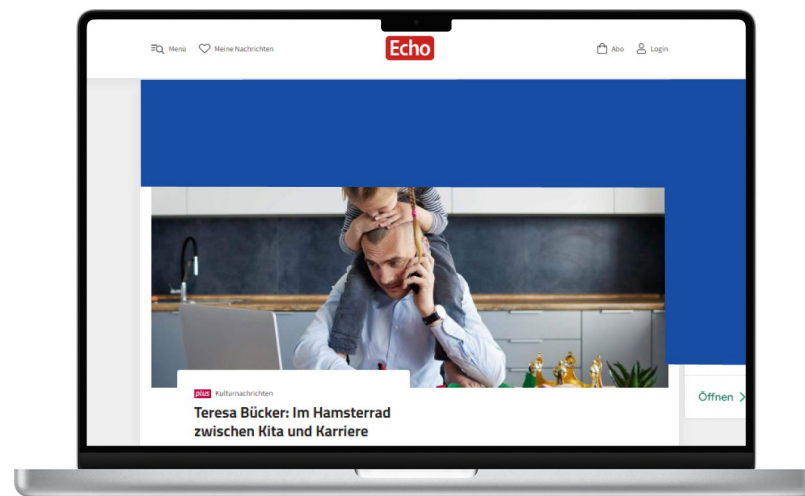 Menü
Meine Nachrichten
Echo
Abo
Login
plus Kulturnachrichten
Teresa Bücker: Im Hamsterrad
zwischen Kita und Karriere
Öffnen